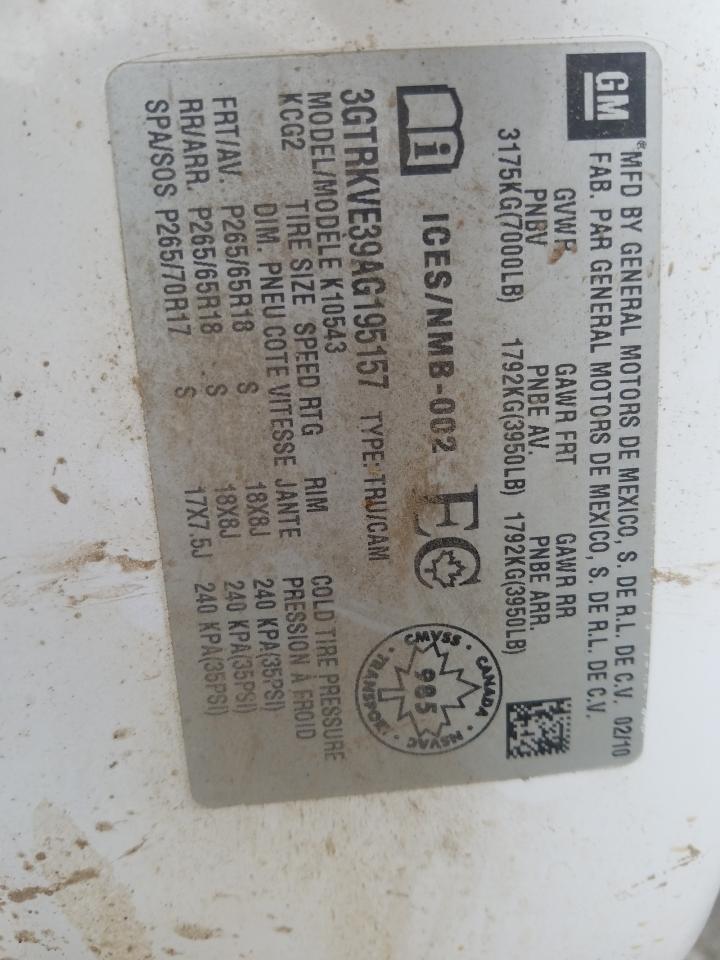 GM
® MFD BY GENERAL MOTORS DE MEXICO, S. DE R.L. DE C.V. 02/10
FAB. PAR GENERAL MOTORS DE MEXICO, S. DE R.L. DE C.V.
GVWR GAWR FRT GAWR RR
PNBV PNBE AV. PNBE ARR.
3175KG(7000LB) 1792KG(3950LB) 1792KG(3950LB)
i ICES/NMB-002 EC
CMVSS · CANADA · NSVAC · TRANSPORT ·
905
3GTRKVE39AG195157 TYPE: TRU/CAM
MODEL/MODÈLE K10543
KCG2 TIRE SIZE SPEED RTG RIM COLD TIRE PRESSURE
DIM. PNEU COTE VITESSE JANTE PRESSION À FROID
FRT/AV. P265/65R18 S 18X8J 240 KPA(35PSI)
RR/ARR. P265/65R18 S 18X8J 240 KPA(35PSI)
SPA/SOS P265/70R17 S 17X7.5J 240 KPA(35PSI)